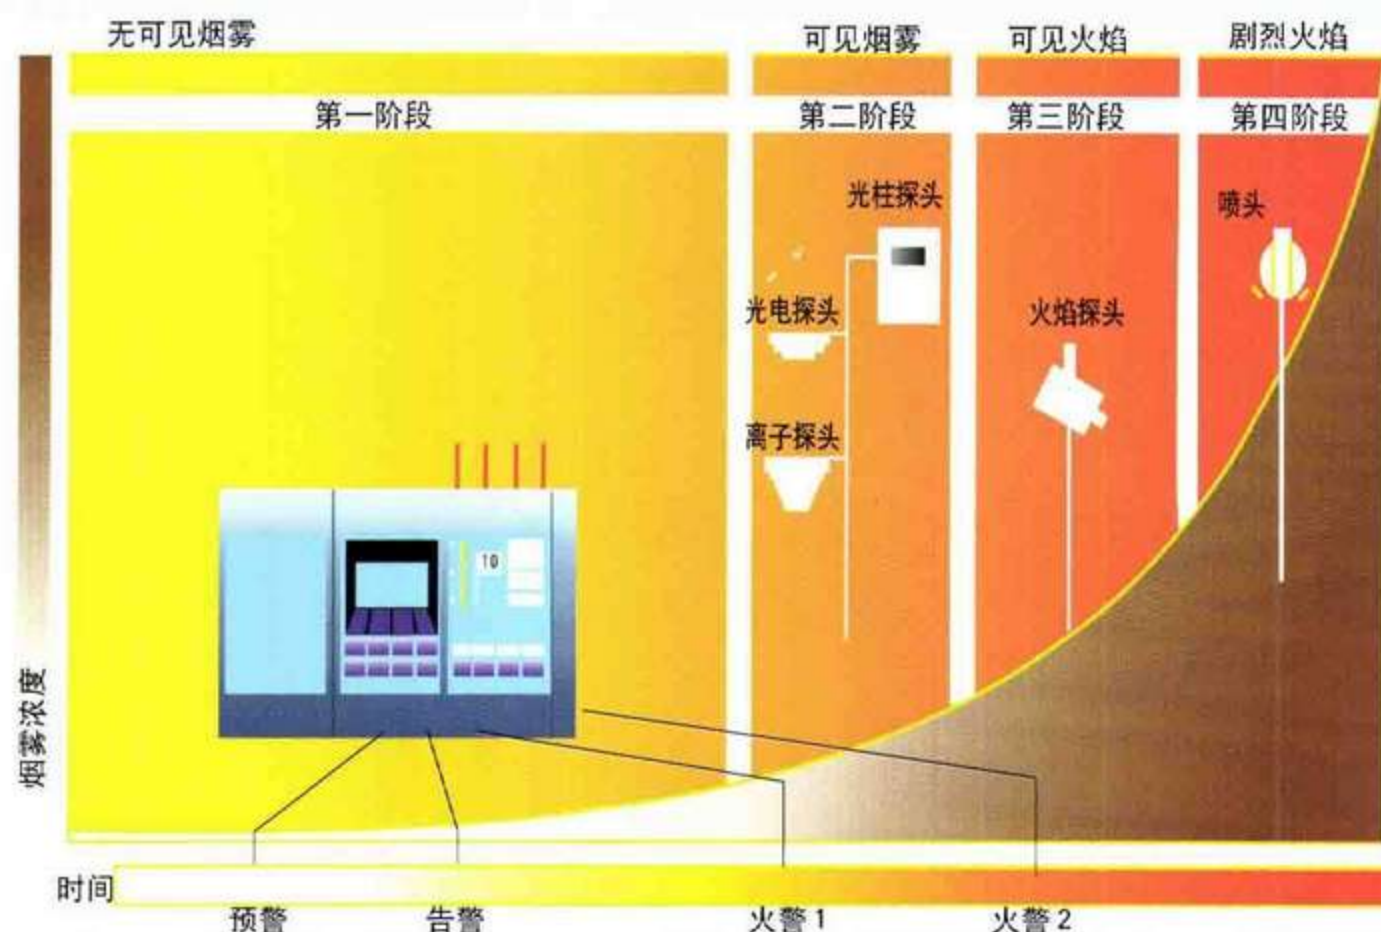 无可见烟雾
可见烟雾
可见火焰
剧烈火焰
第一阶段
第二阶段
第三阶段
第四阶段
光柱探头
喷头
光电探头
火焰探头
离子探头
10
烟雾浓度
时间
预警
告警
火警1
火警2